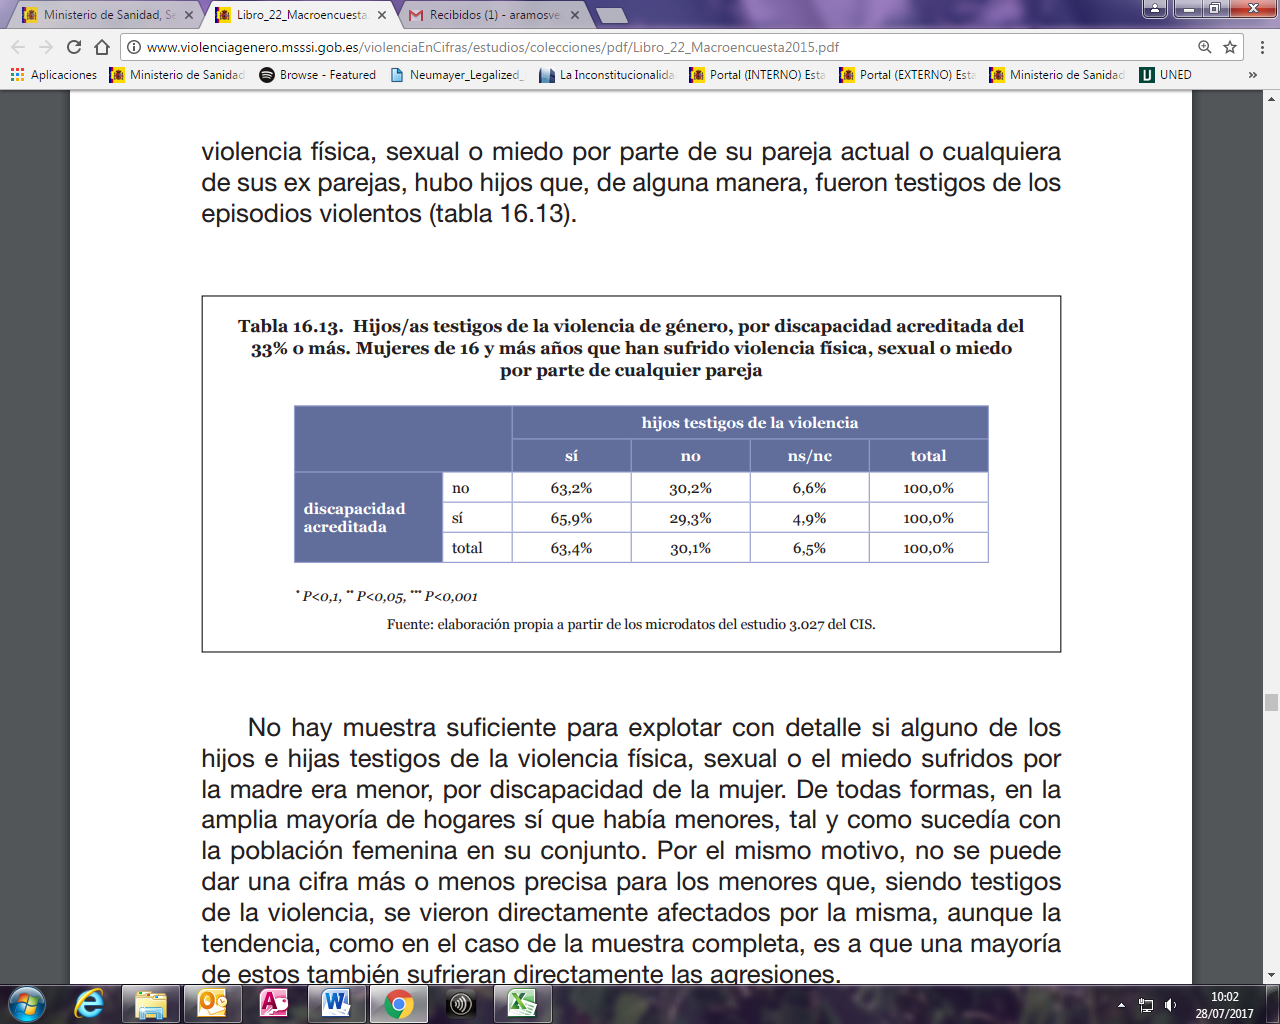 Ministerio de Sanidad, Se
Libro_22_Macroencuesta
Recibidos (1) - aramosve
www.violenciagenero.msssi.gob.es/violenciaEnCifras/estudios/colecciones/pdf/Libro_22_Macroencuesta2015.pdf
Aplicaciones Ministerio de Sanidad Browse - Featured Neumayer_Legalized_ La Inconstitucionalida Portal (INTERNO) Esta Portal (EXTERNO) Esta Ministerio de Sanidad UNED »
violencia física, sexual o miedo por parte de su pareja actual o cualquiera
de sus ex parejas, hubo hijos que, de alguna manera, fueron testigos de los
episodios violentos (tabla 16.13).
Tabla 16.13. Hijos/as testigos de la violencia de género, por discapacidad acreditada del
33% o más. Mujeres de 16 y más años que han sufrido violencia física, sexual o miedo
por parte de cualquier pareja
hijos testigos de la violencia
sí no ns/nc total
discapacidad
acreditada
no 63,2% 30,2% 6,6% 100,0%
sí 65,9% 29,3% 4,9% 100,0%
total 63,4% 30,1% 6,5% 100,0%
* P<0,1, ** P<0,05, *** P<0,001
Fuente: elaboración propia a partir de los microdatos del estudio 3.027 del CIS.
No hay muestra suficiente para explotar con detalle si alguno de los
hijos e hijas testigos de la violencia física, sexual o el miedo sufridos por
la madre era menor, por discapacidad de la mujer. De todas formas, en la
amplia mayoría de hogares sí que había menores, tal y como sucedía con
la población femenina en su conjunto. Por el mismo motivo, no se puede
dar una cifra más o menos precisa para los menores que, siendo testigos
de la violencia, se vieron directamente afectados por la misma, aunque la
tendencia, como en el caso de la muestra completa, es a que una mayoría
de estos también sufrieran directamente las agresiones.
10:02
28/07/2017